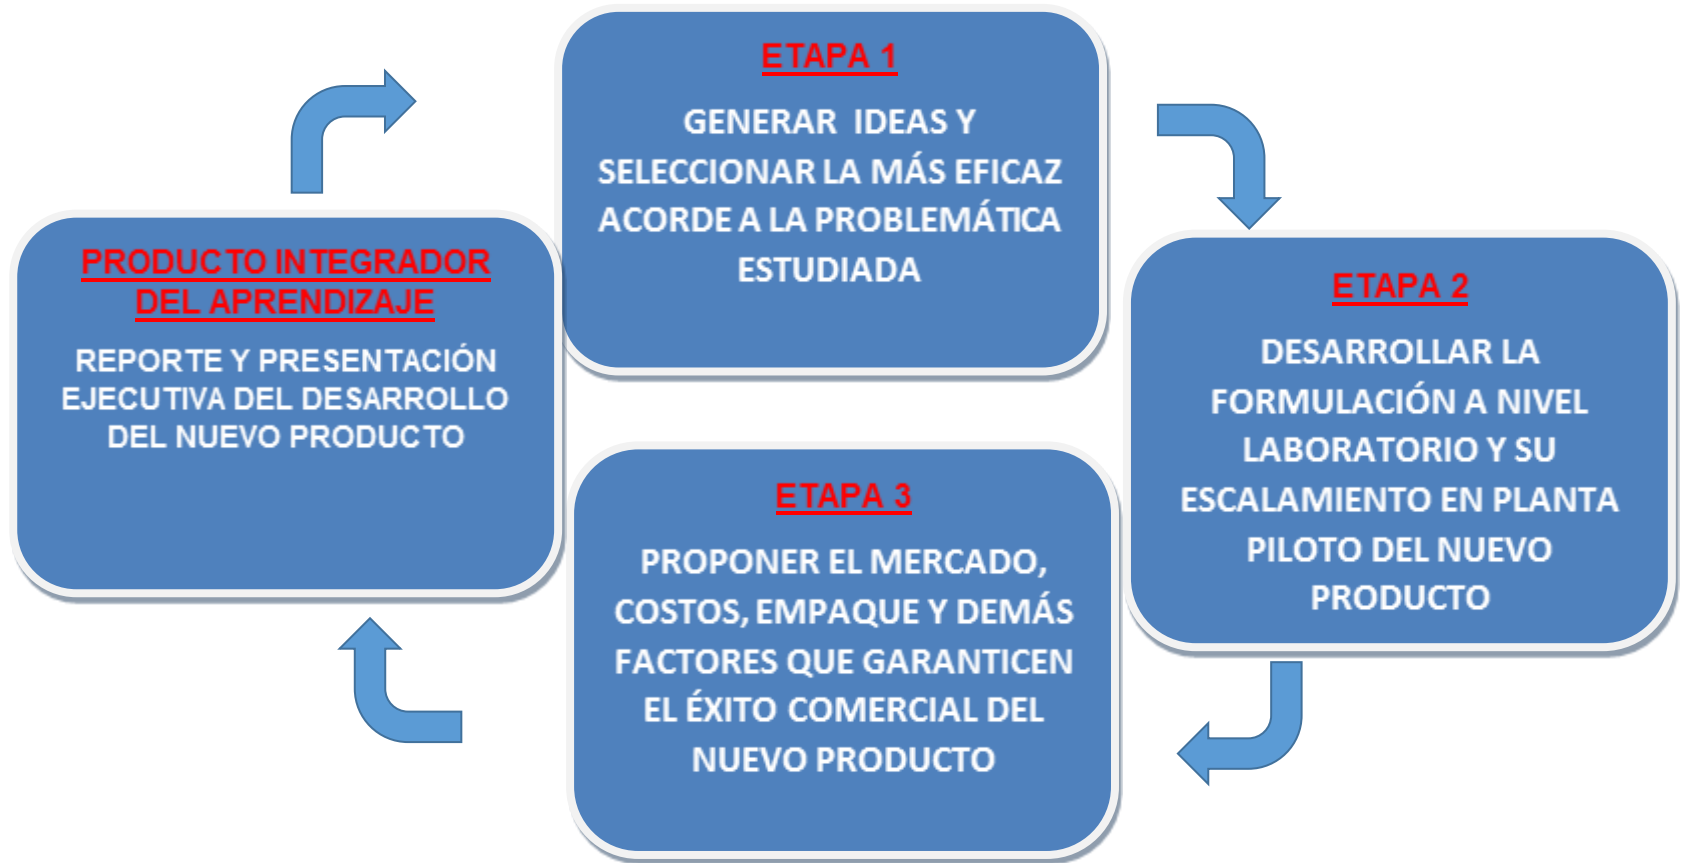 ETAPA 1
GENERAR IDEAS Y
SELECCIONAR LA MÁS EFICAZ
ACORDE A LA PROBLEMÁTICA
ESTUDIADA
ETAPA 2
DESARROLLAR LA
FORMULACIÓN A NIVEL
LABORATORIO Y SU
ESCALAMIENTO EN PLANTA
PILOTO DEL NUEVO
PRODUCTO
ETAPA 3
PROPONER EL MERCADO,
COSTOS, EMPAQUE Y DEMÁS
FACTORES QUE GARANTICEN
EL ÉXITO COMERCIAL DEL
NUEVO PRODUCTO
PRODUCTO INTEGRADOR
DEL APRENDIZAJE
REPORTE Y PRESENTACIÓN
EJECUTIVA DEL DESARROLLO
DEL NUEVO PRODUCTO